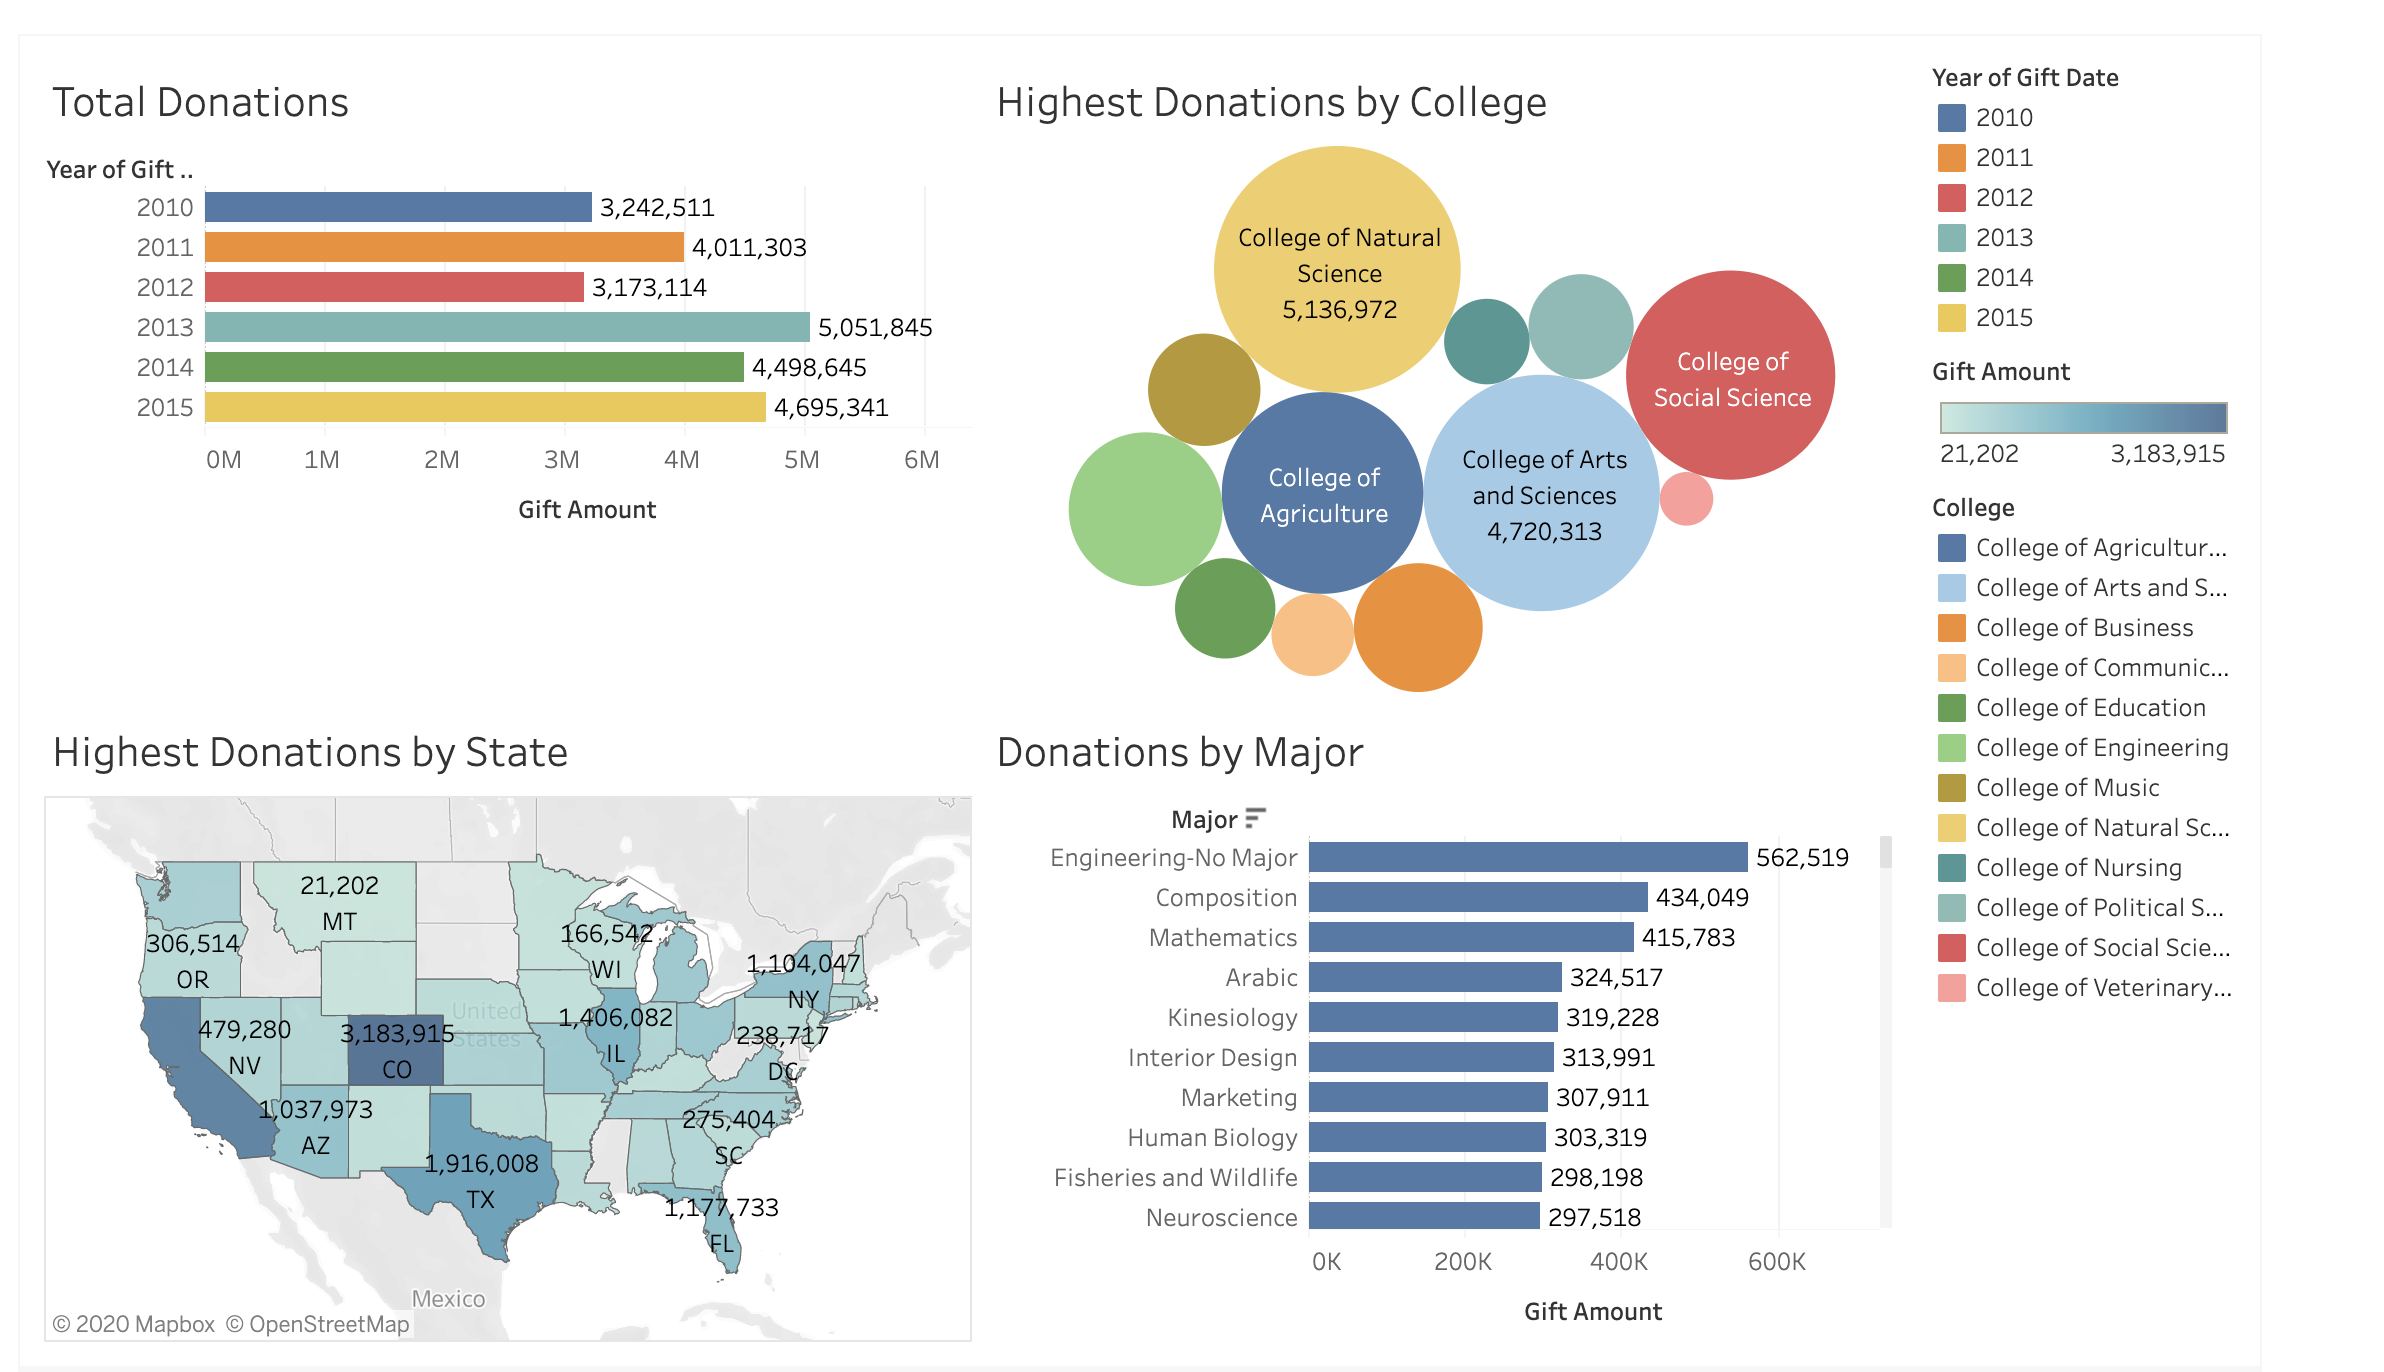 Total Donations
Year of Gift ..
2010
3,242,511
2011
4,011,303
2012
3,173,114
2013
5,051,845
2014
4,498,645
2015
4,695,341
0M
1M
2M
3M
4M
5M
6M
Gift Amount
Highest Donations by College
College of Natural
Science
5,136,972
College of
Social Science
College of
Agriculture
College of Arts
and Sciences
4,720,313
Year of Gift Date
2010
2011
2012
2013
2014
2015
Gift Amount
21,202
3,183,915
College
College of Agricultur...
College of Arts and S...
College of Business
College of Communic...
College of Education
College of Engineering
College of Music
College of Natural Sc...
College of Nursing
College of Political S...
College of Social Scie...
College of Veterinary...
Highest Donations by State
21,202
MT
306,514
OR
166,542
WI
1,104,047
NY
United
States
479,280
NV
3,183,915
CO
1,406,082
IL
238,717
DC
1,037,973
AZ
275,404
SC
1,916,008
TX
1,177,733
FL
Mexico
© 2020 Mapbox © OpenStreetMap
Donations by Major
Major
Engineering-No Major
562,519
Composition
434,049
Mathematics
415,783
Arabic
324,517
Kinesiology
319,228
Interior Design
313,991
Marketing
307,911
Human Biology
303,319
Fisheries and Wildlife
298,198
Neuroscience
297,518
0K
200K
400K
600K
Gift Amount